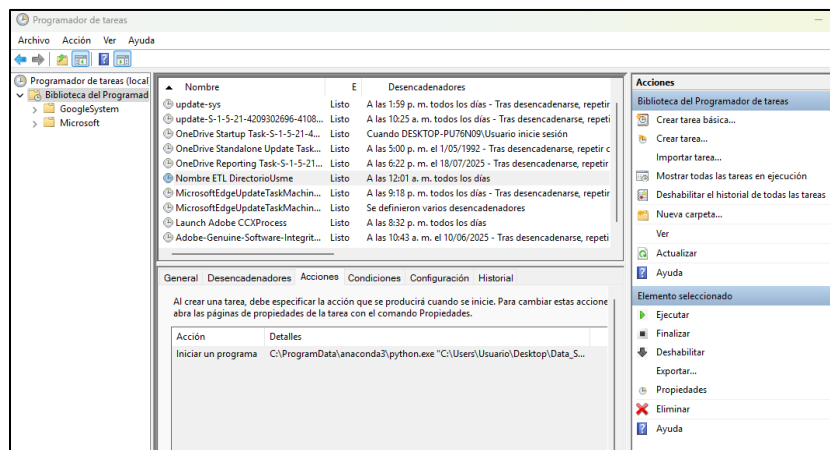 Programador de tareas
Archivo Acción Ver Ayuda
Programador de tareas (local
Biblioteca del Programad
GoogleSystem
Microsoft
Nombre E Desencadenadores
update-sys Listo A las 1:59 p. m. todos los días - Tras desencadenarse, repetir
update-S-1-5-21-4209302696-4108... Listo A las 10:25 a. m. todos los días - Tras desencadenarse, repeti
OneDrive Startup Task-S-1-5-21-4... Listo Cuando DESKTOP-PU76N09\Usuario inicie sesión
OneDrive Standalone Update Task... Listo A las 5:00 p. m. el 1/05/1992 - Tras desencadenarse, repetir c
OneDrive Reporting Task-S-1-5-21... Listo A las 6:22 p. m. el 18/07/2025 - Tras desencadenarse, repetir
Nombre ETL DirectorioUsme Listo A las 12:01 a. m. todos los días
MicrosoftEdgeUpdateTaskMachin... Listo A las 9:18 p. m. todos los días - Tras desencadenarse, repetir
MicrosoftEdgeUpdateTaskMachin... Listo Se definieron varios desencadenadores
Launch Adobe CCXProcess Listo A las 8:32 p. m. todos los días
Adobe-Genuine-Software-Integrit... Listo A las 10:43 a. m. el 10/06/2025 - Tras desencadenarse, repeti
General Desencadenadores Acciones Condiciones Configuración Historial
Al crear una tarea, debe especificar la acción que se producirá cuando se inicie. Para cambiar estas accione
abra las páginas de propiedades de la tarea con el comando Propiedades.
Acción Detalles
Iniciar un programa C:\ProgramData\anaconda3\python.exe "C:\Users\Usuario\Desktop\Data_S...
Acciones
Biblioteca del Programador de tareas
Crear tarea básica...
Crear tarea...
Importar tarea...
Mostrar todas las tareas en ejecución
Deshabilitar el historial de todas las tareas
Nueva carpeta...
Ver
Actualizar
Ayuda
Elemento seleccionado
Ejecutar
Finalizar
Deshabilitar
Exportar...
Propiedades
Eliminar
Ayuda